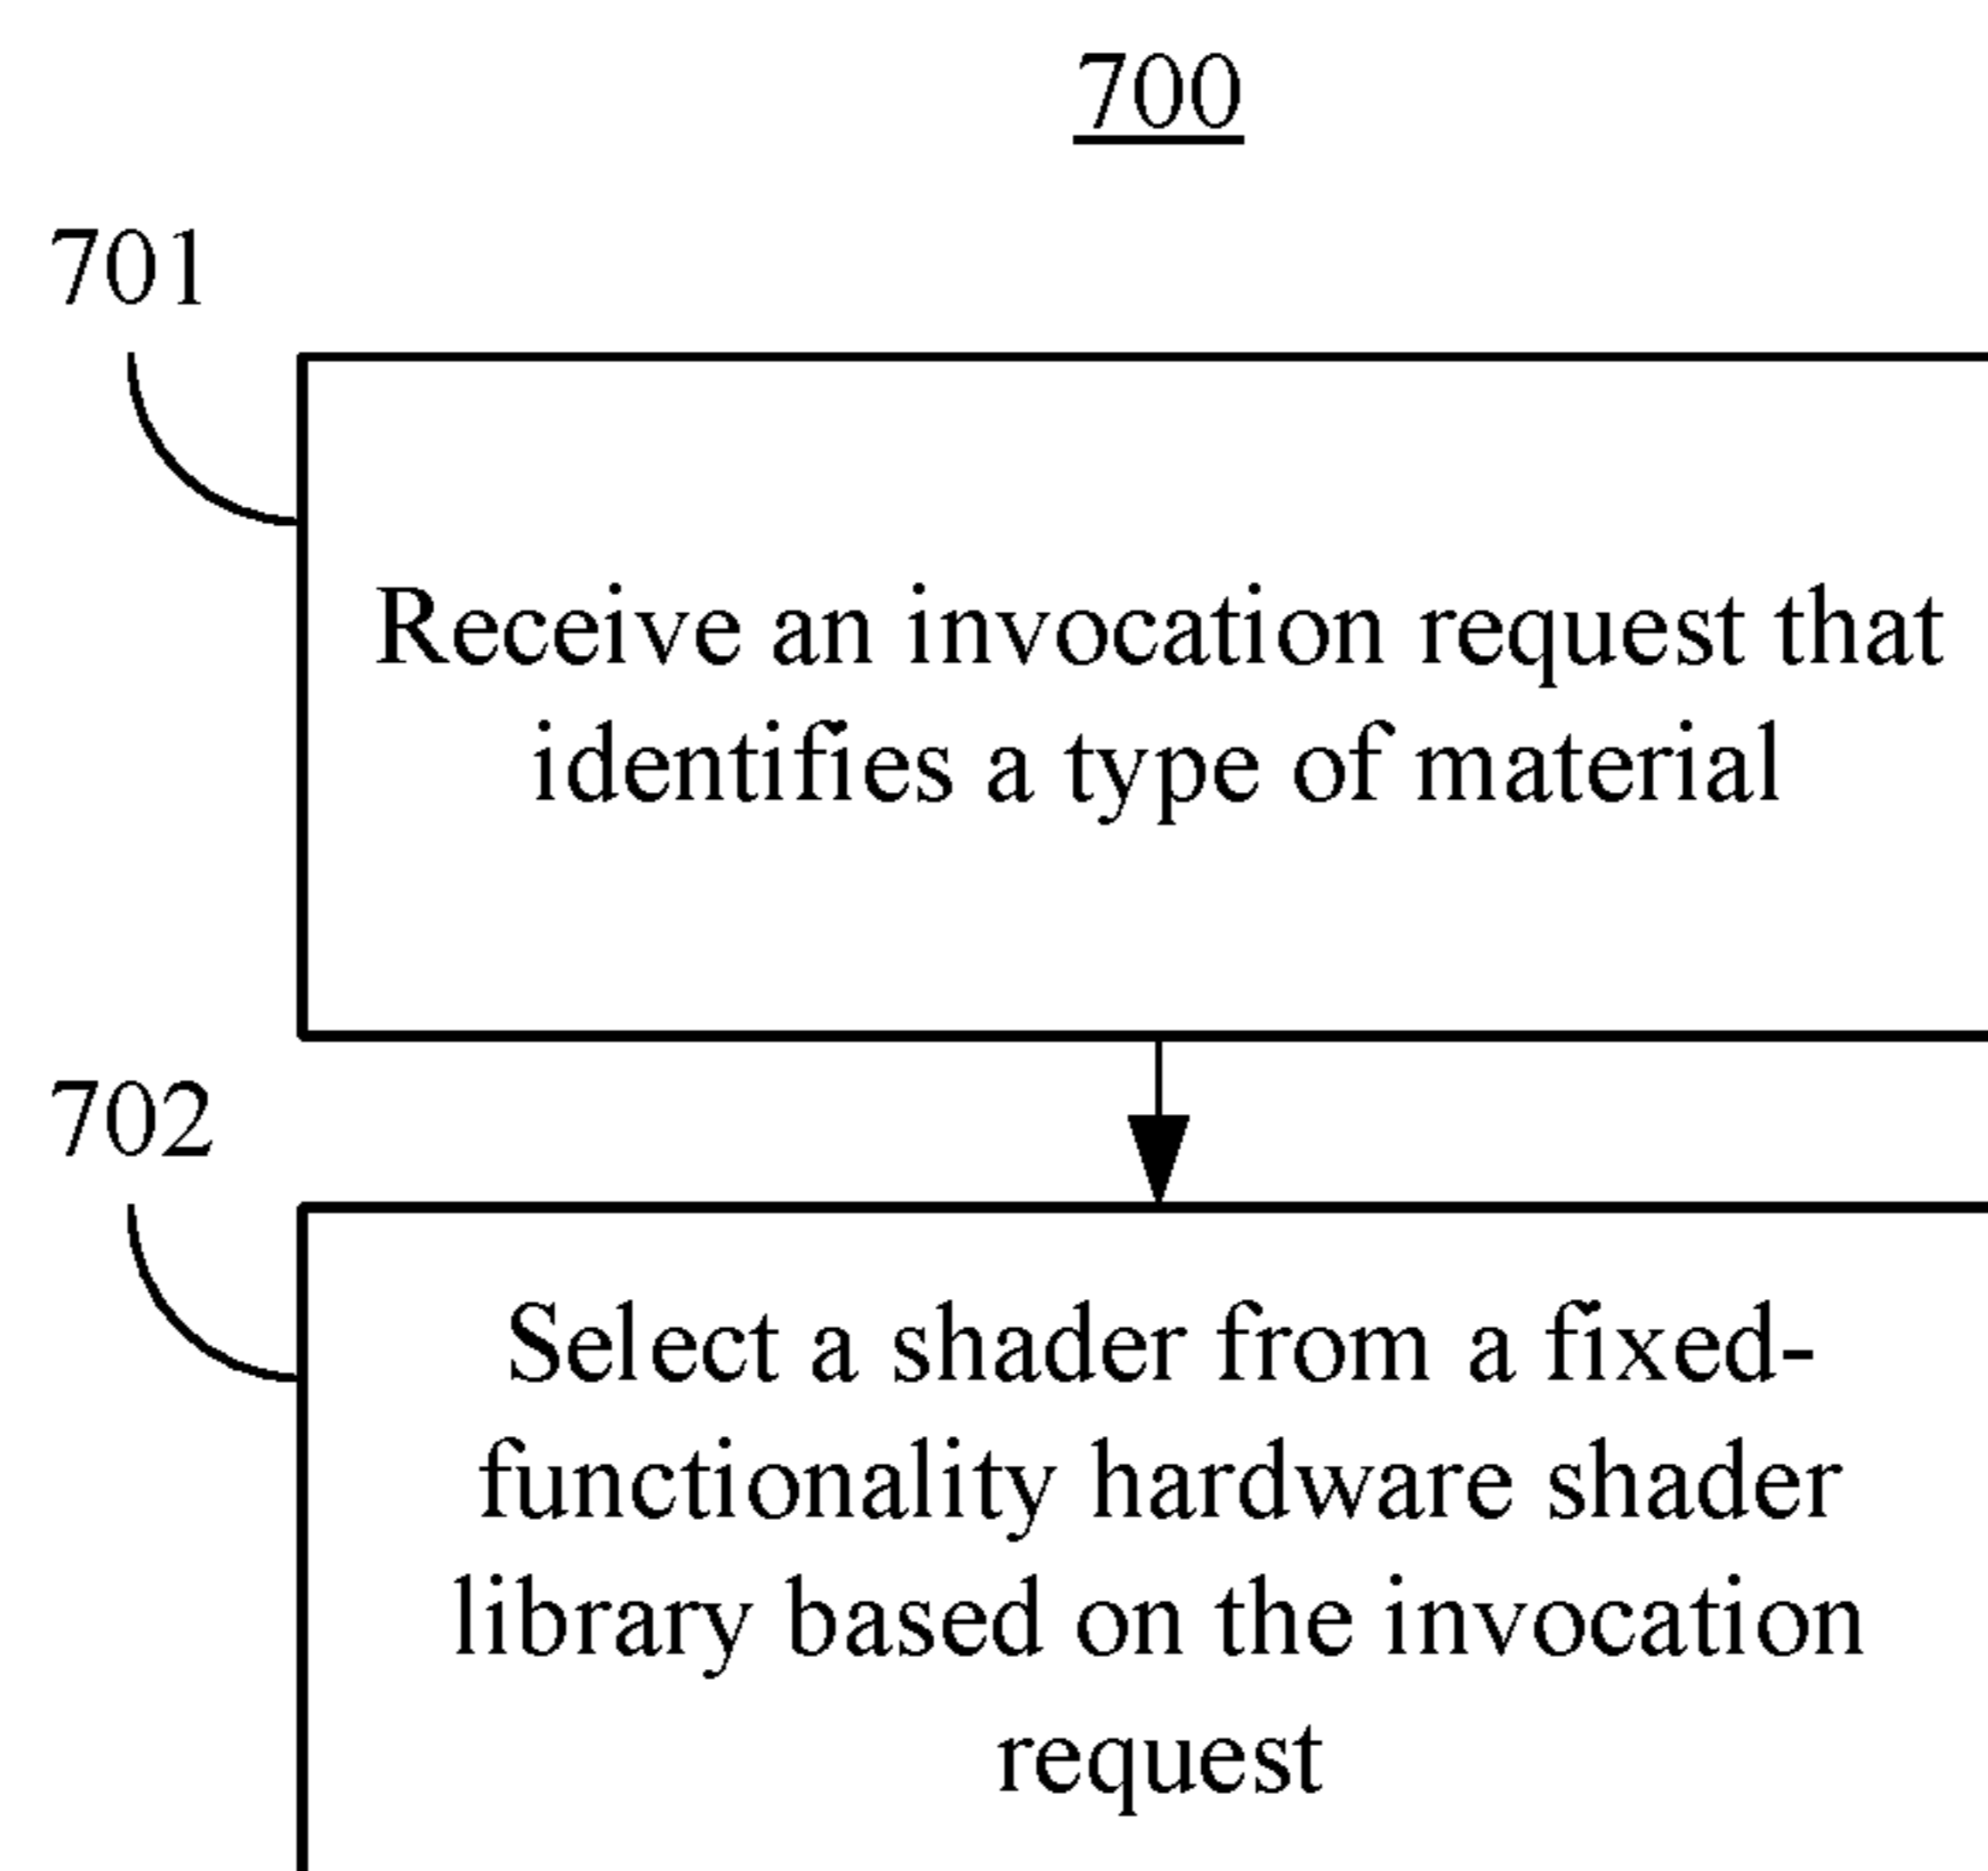 700
701
Receive an invocation request that
identifies a type of material
702
Select a shader from a fixed-
functionality hardware shader
library based on the invocation
request